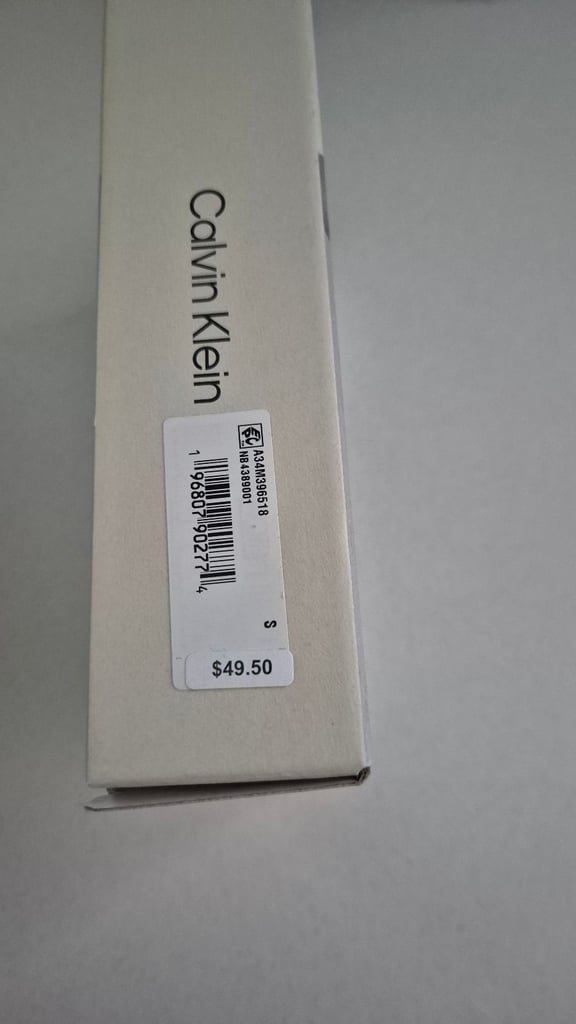 Calvin Klein
A34M396518
NB4389001
1 96807 90277 4
S
$49.50